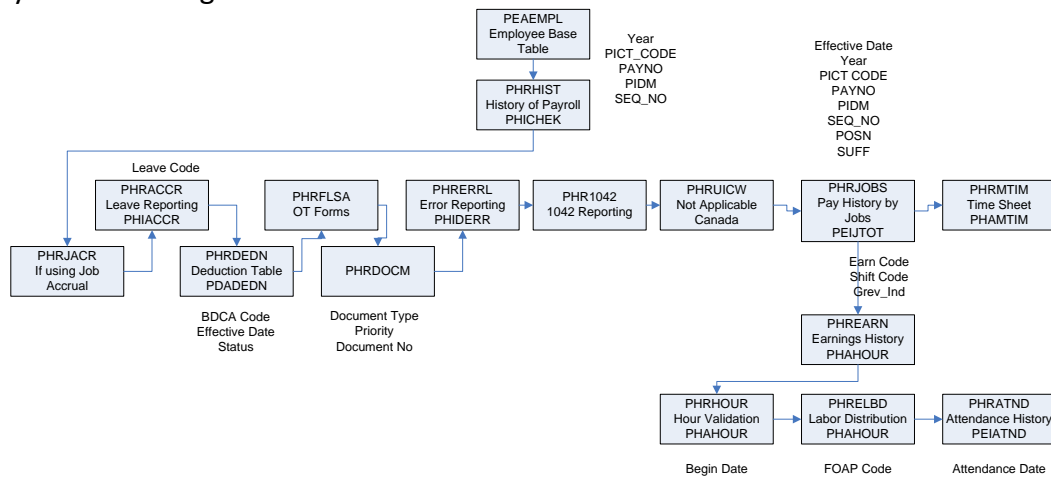 PEAEMPL
Employee Base
Table
Year
PICT_CODE
PAYNO
PIDM
SEQ_NO
Effective Date
Year
PICT CODE
PAYNO
PIDM
SEQ_NO
POSN
SUFF
PHRHIST
History of Payroll
PHICHEK
Leave Code
PHRACCR
Leave Reporting
PHIACCR
PHRFLSA
OT Forms
PHRERRL
Error Reporting
PHIDERR
PHR1042
1042 Reporting
PHRUICW
Not Applicable
Canada
PHRJOBS
Pay History by
Jobs
PEIJTOT
PHRMTIM
Time Sheet
PHAMTIM
PHRJACR
If using Job
Accrual
PHRDEDN
Deduction Table
PDADEDN
PHRDOCM
Earn Code
Shift Code
Grev_Ind
BDCA Code
Effective Date
Status
Document Type
Priority
Document No
PHREARN
Earnings History
PHAHOUR
PHRHOUR
Hour Validation
PHAHOUR
PHRELBD
Labor Distribution
PHAHOUR
PHRATND
Attendance History
PEIATND
Begin Date
FOAP Code
Attendance Date